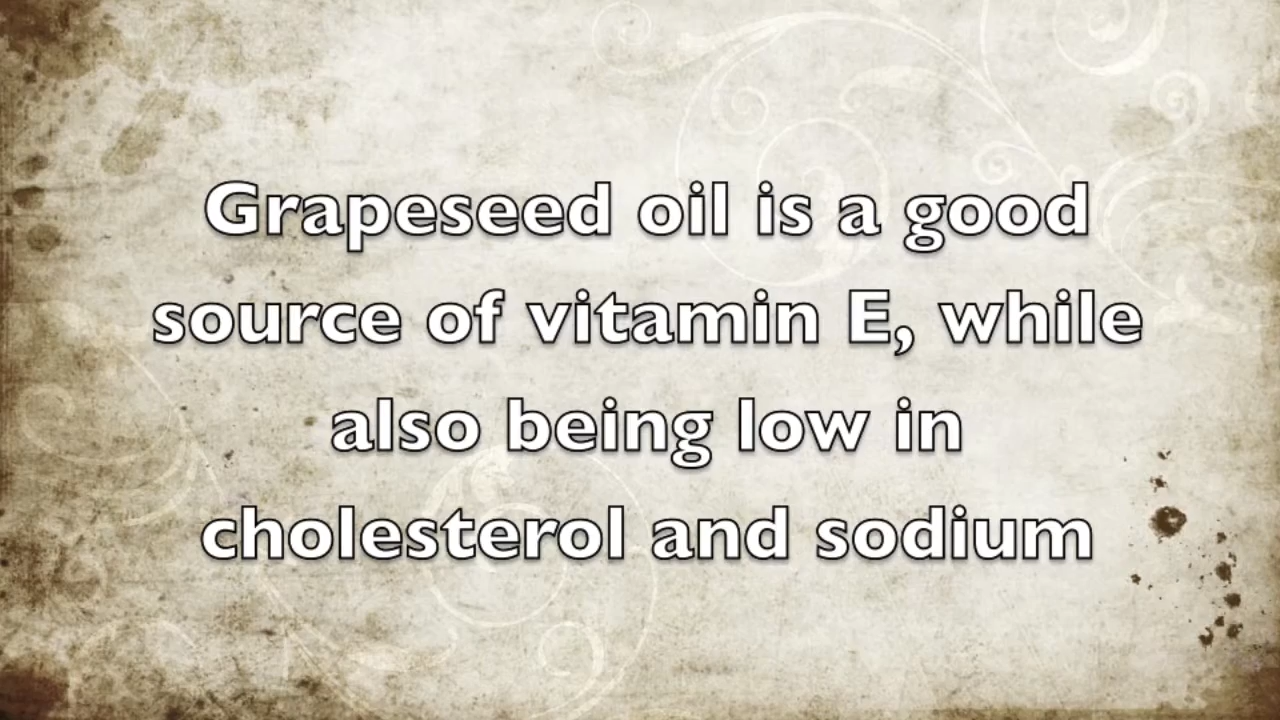 Grapeseed oil is a good
source of vitamin E, while
also being low in
cholesterol and sodium